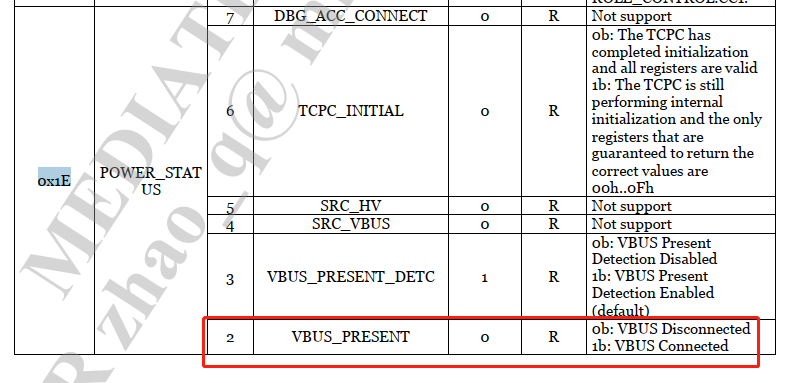 ROLE_CONTROL.CC1.
7 DBG_ACC_CONNECT 0 R Not support
6 TCPC_INITIAL 0 R 0b: The TCPC has
completed initialization
and all registers are valid
1b: The TCPC is still
performing internal
initialization and the only
registers that are
guaranteed to return the
correct values are
00h..0Fh
0x1E POWER_STAT
US
5 SRC_HV 0 R Not support
4 SRC_VBUS 0 R Not support
3 VBUS_PRESENT_DETC 1 R 0b: VBUS Present
Detection Disabled
1b: VBUS Present
Detection Enabled
(default)
2 VBUS_PRESENT 0 R 0b: VBUS Disconnected
1b: VBUS Connected
MEDIATE
R zhao_q@m